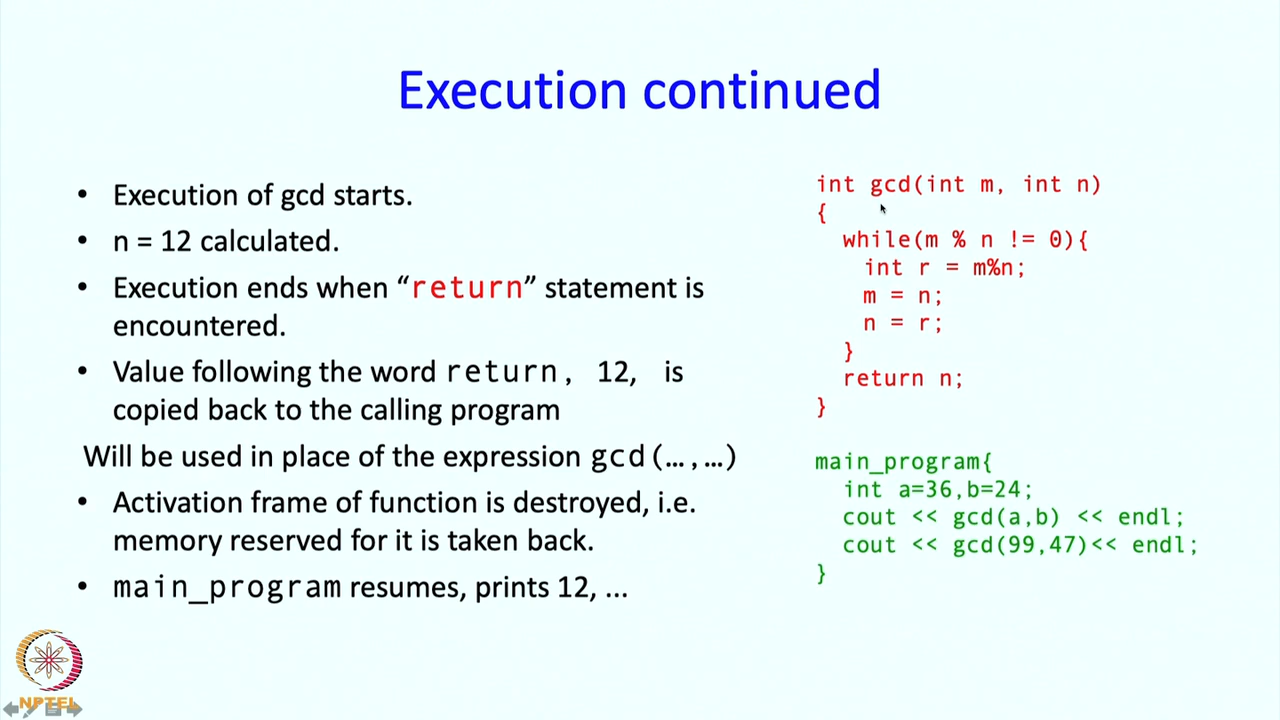 Execution continued
• Execution of gcd starts.
• n = 12 calculated.
• Execution ends when “return” statement is
encountered.
• Value following the word return, 12, is
copied back to the calling program
Will be used in place of the expression gcd(…,…)
• Activation frame of function is destroyed, i.e.
memory reserved for it is taken back.
• main_program resumes, prints 12, ...
int gcd(int m, int n)
{
while(m % n != 0){
int r = m%n;
m = n;
n = r;
}
return n;
}
main_program{
int a=36,b=24;
cout << gcd(a,b) << endl;
cout << gcd(99,47)<< endl;
}
NPTEL